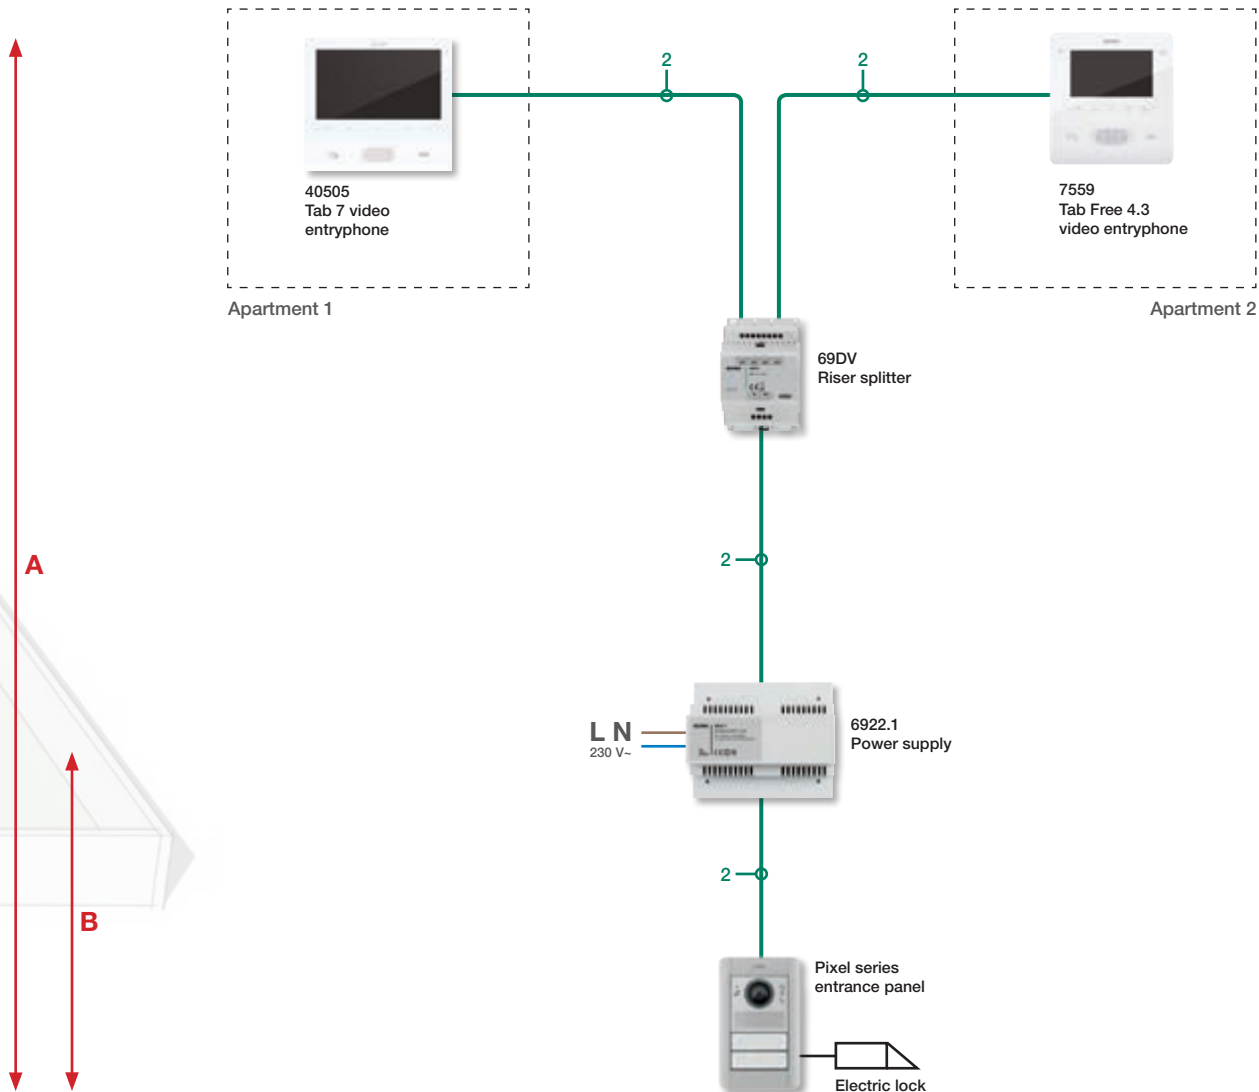 2
2
40505
Tab 7 video
entryphone
7559
Tab Free 4.3
video entryphone
Apartment 1
Apartment 2
69DV
Riser splitter
A
2
L N
230 V~
6922.1
Power supply
2
B
Pixel series
entrance panel
Electric lock